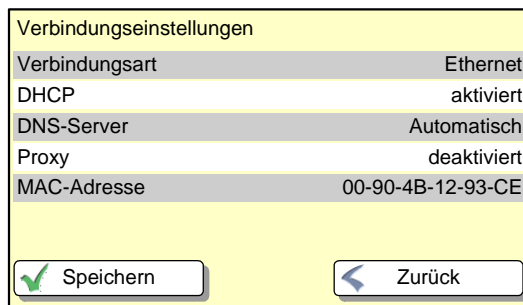 Verbindungseinstellungen
Verbindungsart Ethernet
DHCP aktiviert
DNS-Server Automatisch
Proxy deaktiviert
MAC-Adresse 00-90-4B-12-93-CE
Speichern Zurück